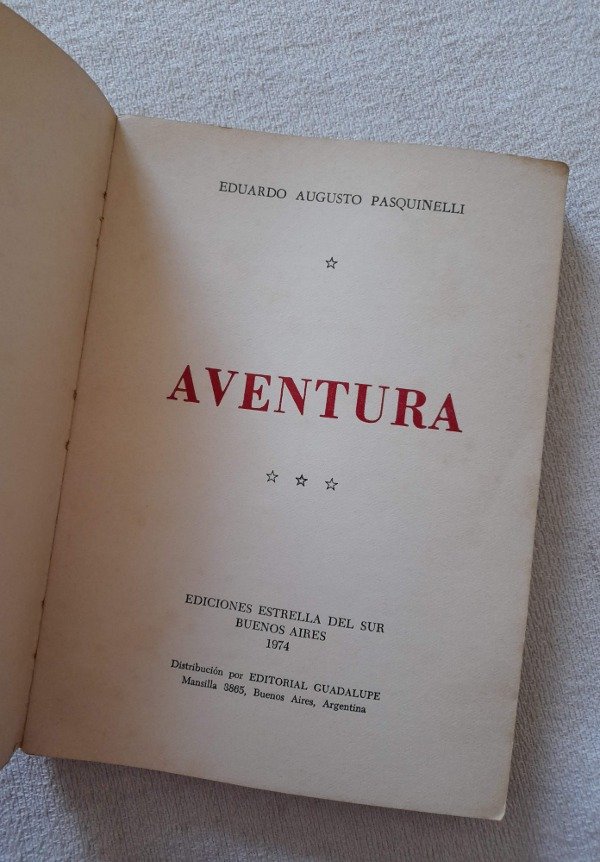 EDUARDO AUGUSTO PASQUINELLI
AVENTURA
EDICIONES ESTRELLA DEL SUR
BUENOS AIRES
1974
Distribución por EDITORIAL GUADALUPE
Mansilla 3865, Buenos Aires, Argentina